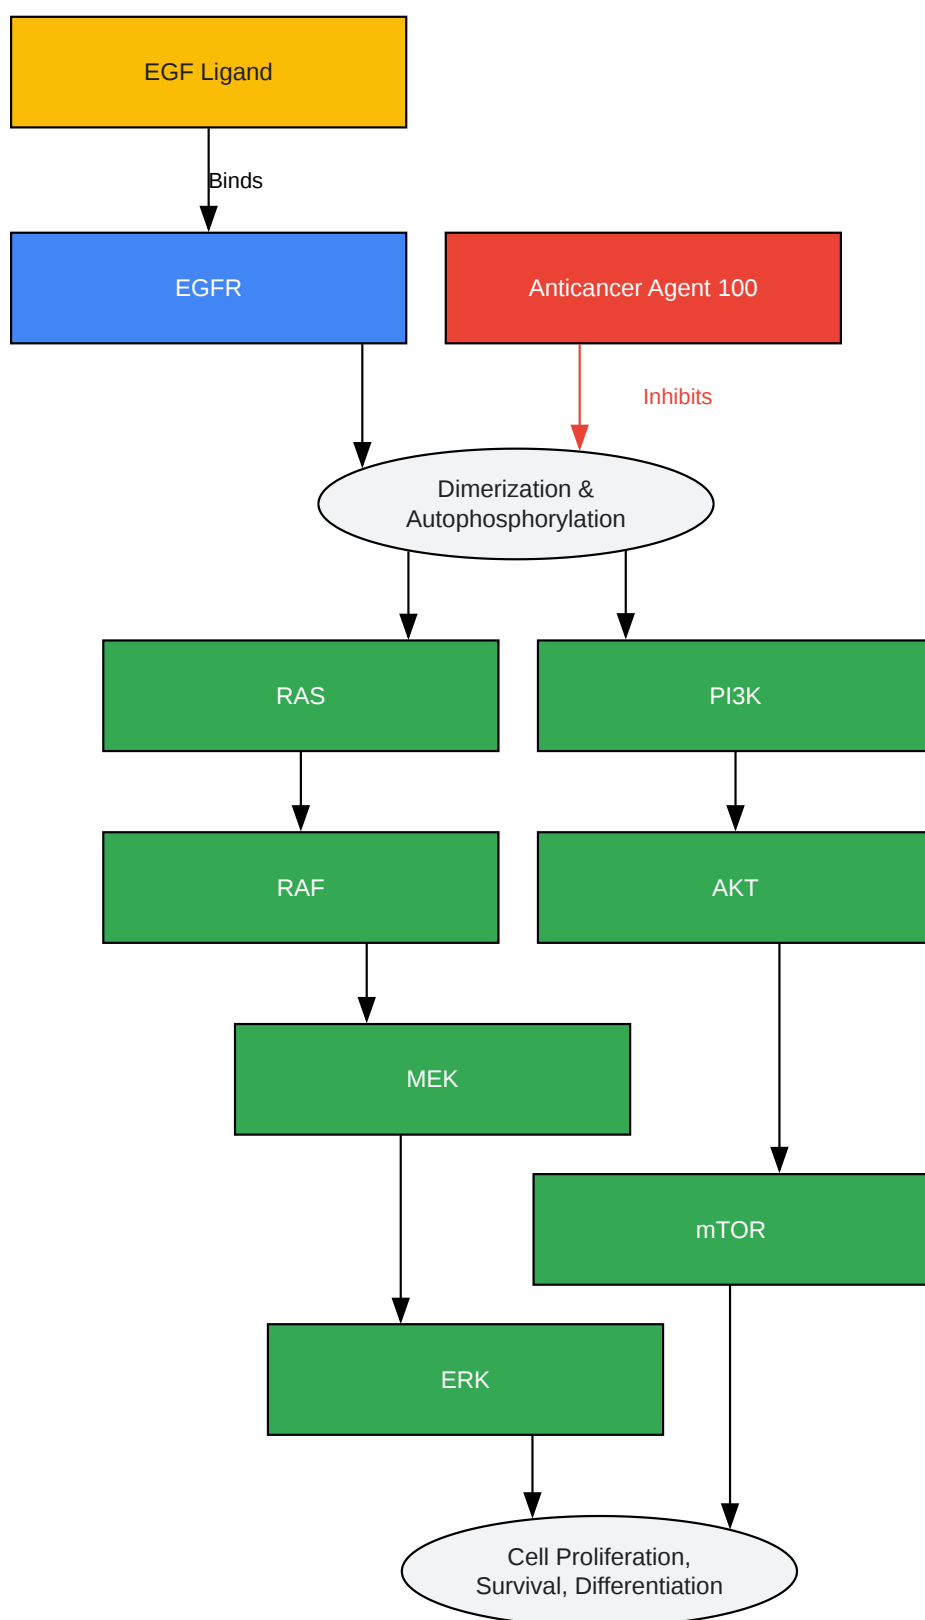 EGF Ligand
Binds
EGFR
Anticancer Agent 100
Inhibits
Dimerization &
Autophosphorylation
RAS
PI3K
RAF
AKT
MEK
mTOR
ERK
Cell Proliferation,
Survival, Differentiation